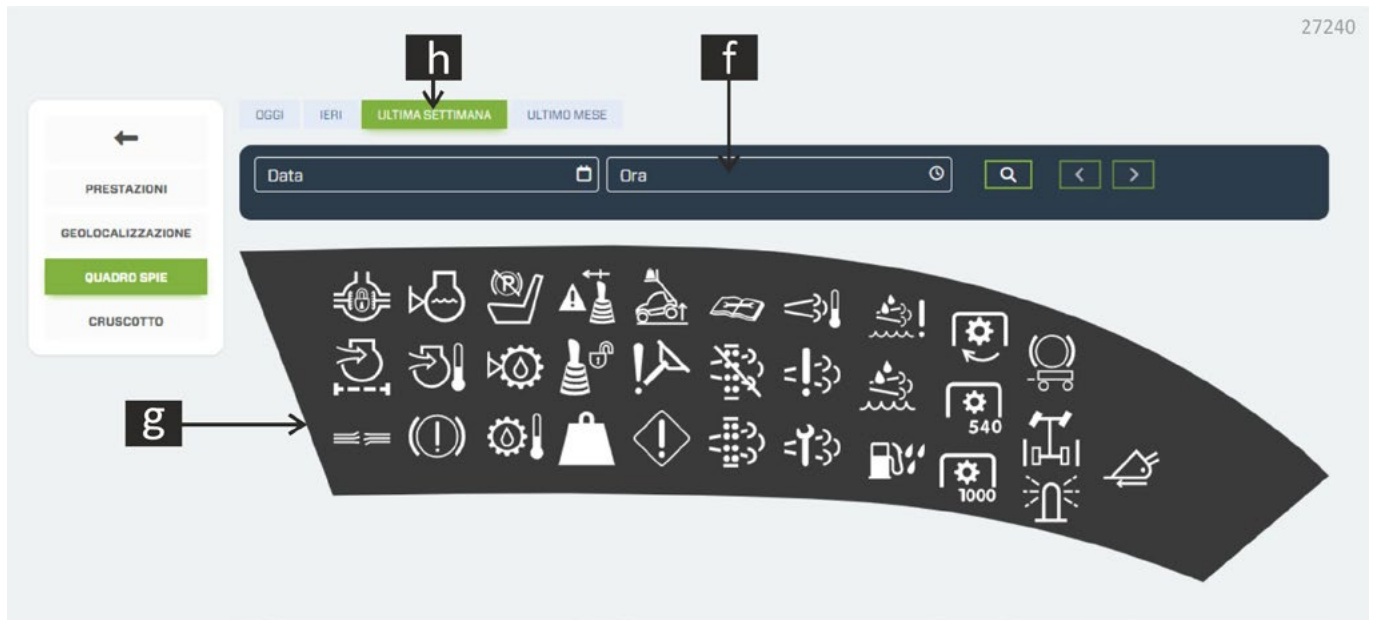 27240
h
f
OGGI IERI ULTIMA SETTIMANA ULTIMO MESE
Data Ora
PRESTAZIONI
GEOLOCALIZZAZIONE
QUADRO SPIE
CRUSCOTTO
g
P
540
1000